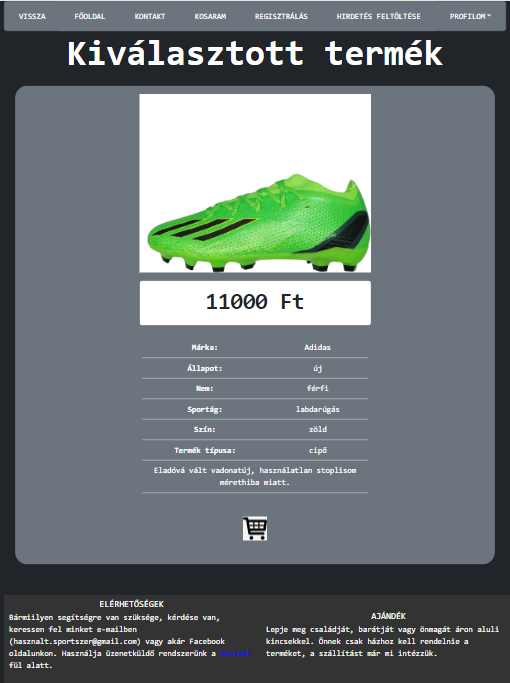 VISSZA FŐOLDAL KONTAKT KOSARAM REGISZTRÁLÁS HIRDETÉS FELTÖLTÉSE PROFILOM
Kiválasztott termék
11000 Ft
Márka: Adidas
Állapot: új
Nem: férfi
Sportág: labdarúgás
Szín: zöld
Termék típusa: cipő
Eladóvá vált vadonatúj, használatlan stoplisom
mérethiba miatt.
ELÉRHETŐSÉGEK
Bármiilyen segítségre van szüksége, kérdése van,
keressen fel minket e-mailben
(hasznalt.sportszer@gmail.com) vagy akár Facebook
oldalunkon. Használja üzenetküldő rendszerünk a
fül alatt.
AJÁNDÉK
Lepje meg családját, barátját vagy önmagát áron aluli
kincsekkel. Önnek csak házhoz kell rendelnie a
terméket, a szállítást már mi intézzük.